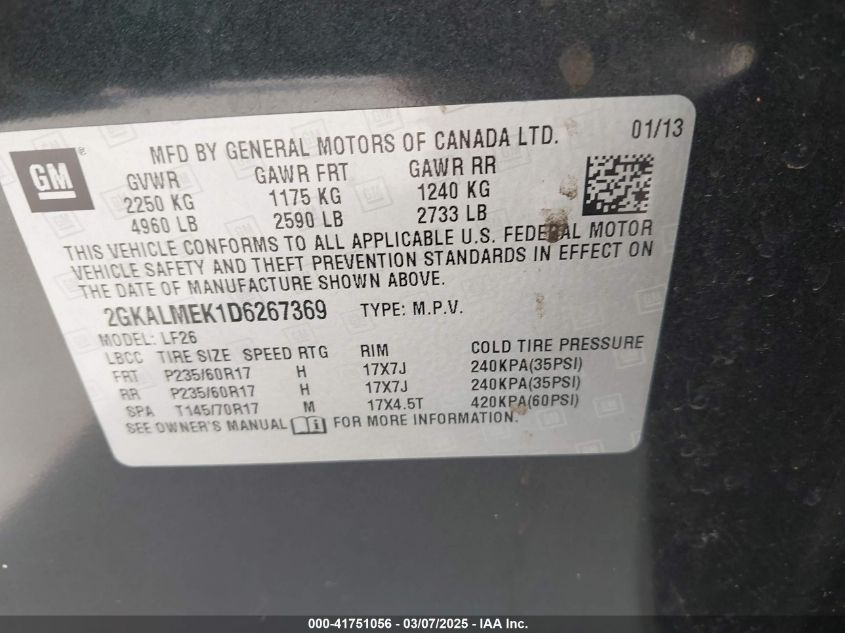 GM ®
MFD BY GENERAL MOTORS OF CANADA LTD. 01/13
GVWR GAWR FRT GAWR RR
2250 KG 1175 KG 1240 KG
4960 LB 2590 LB 2733 LB
THIS VEHICLE CONFORMS TO ALL APPLICABLE U.S. FEDERAL MOTOR
VEHICLE SAFETY AND THEFT PREVENTION STANDARDS IN EFFECT ON
THE DATE OF MANUFACTURE SHOWN ABOVE.
2GKALMEK1D6267369 TYPE: M.P.V.
MODEL: LF26
LBCC TIRE SIZE SPEED RTG RIM COLD TIRE PRESSURE
FRT P235/60R17 H 17X7J 240KPA(35PSI)
RR P235/60R17 H 17X7J 240KPA(35PSI)
SPA T145/70R17 M 17X4.5T 420KPA(60PSI)
SEE OWNER'S MANUAL i FOR MORE INFORMATION.
000-41751056 — 03/07/2025 — IAA Inc.